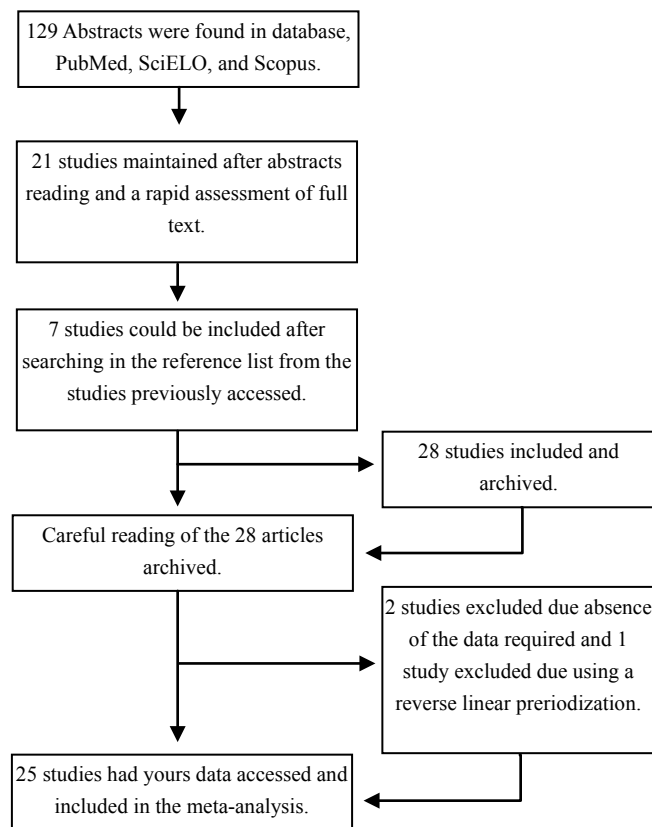 129 Abstracts were found in database,
PubMed, SciELO, and Scopus.
21 studies maintained after abstracts
reading and a rapid assessment of full
text.
7 studies could be included after
searching in the reference list from the
studies previously accessed.
28 studies included and
archived.
Careful reading of the 28 articles
archived.
2 studies excluded due absence
of the data required and 1
study excluded due using a
reverse linear preriodization.
25 studies had yours data accessed and
included in the meta-analysis.